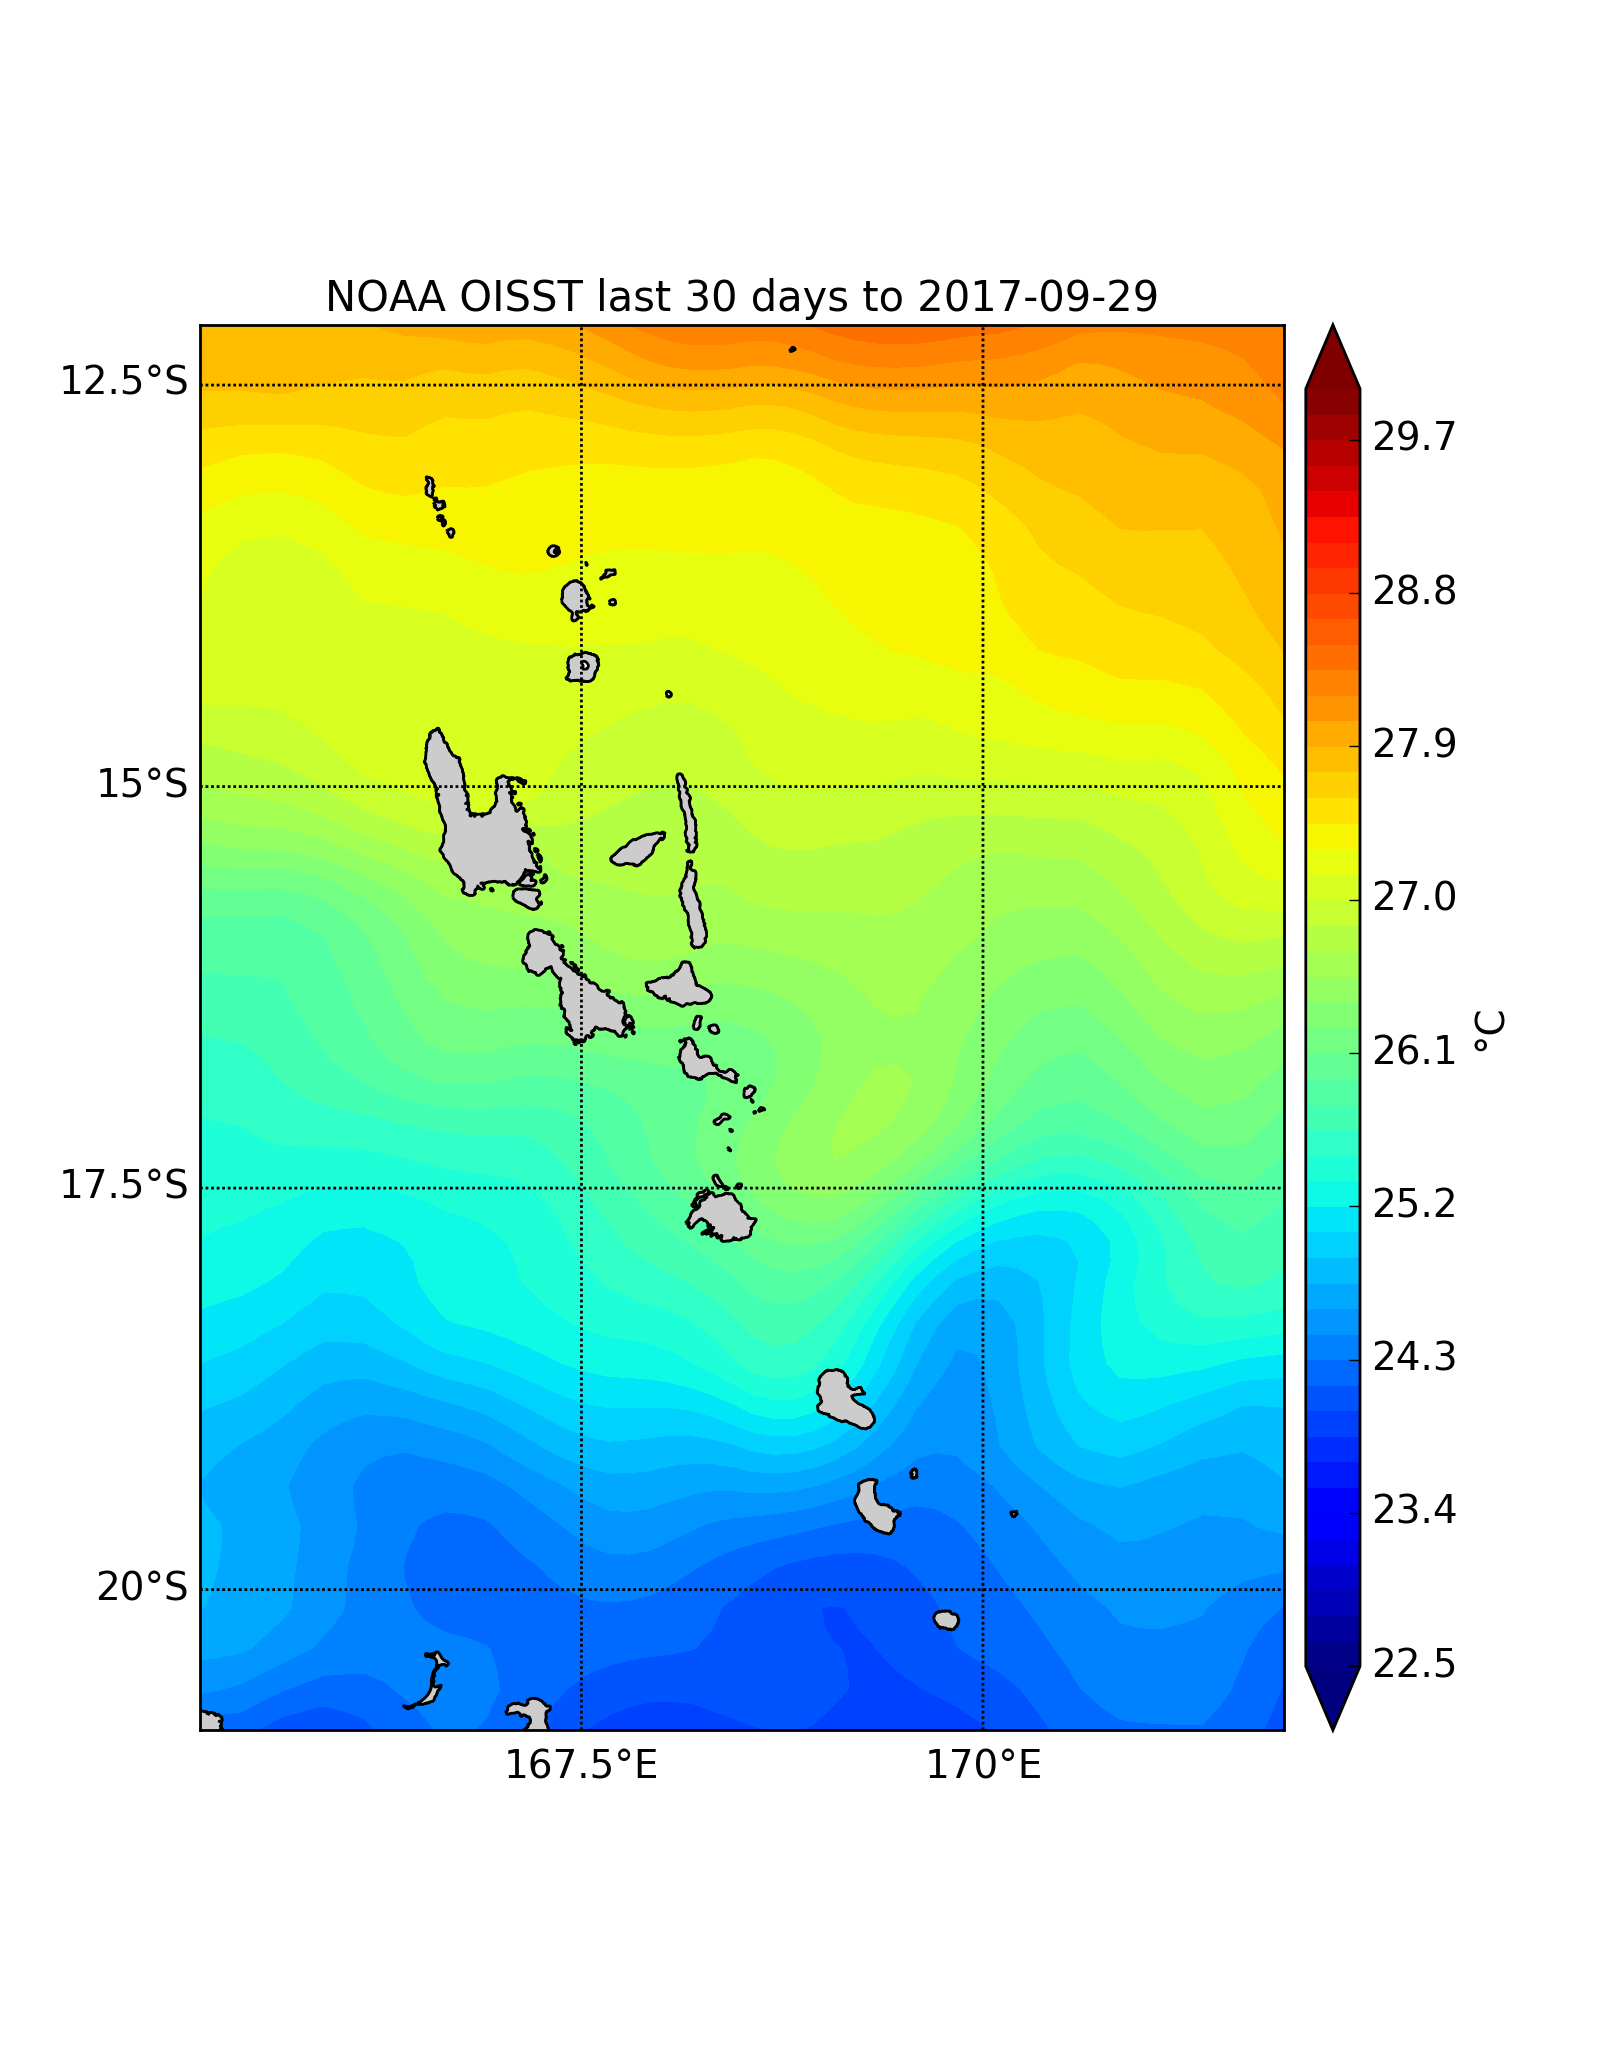 NOAA OISST last 30 days to 2017-09-29
12.5°S
15°S
17.5°S
20°S
167.5°E
170°E
29.7
28.8
27.9
27.0
26.1
25.2
24.3
23.4
22.5
°C